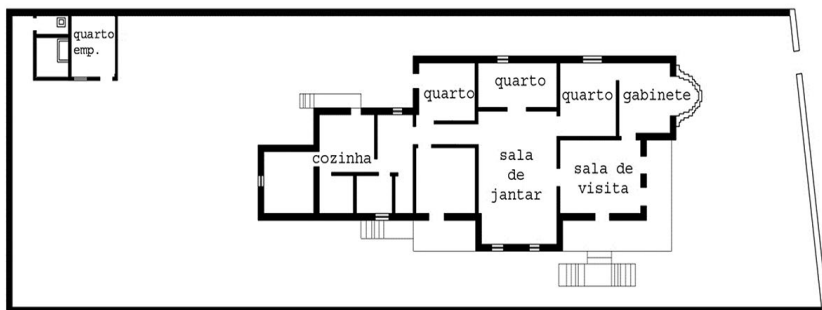 quarto
emp.
quarto
quarto
quarto
gabinete
cozinha
sala
de
jantar
sala de
visita